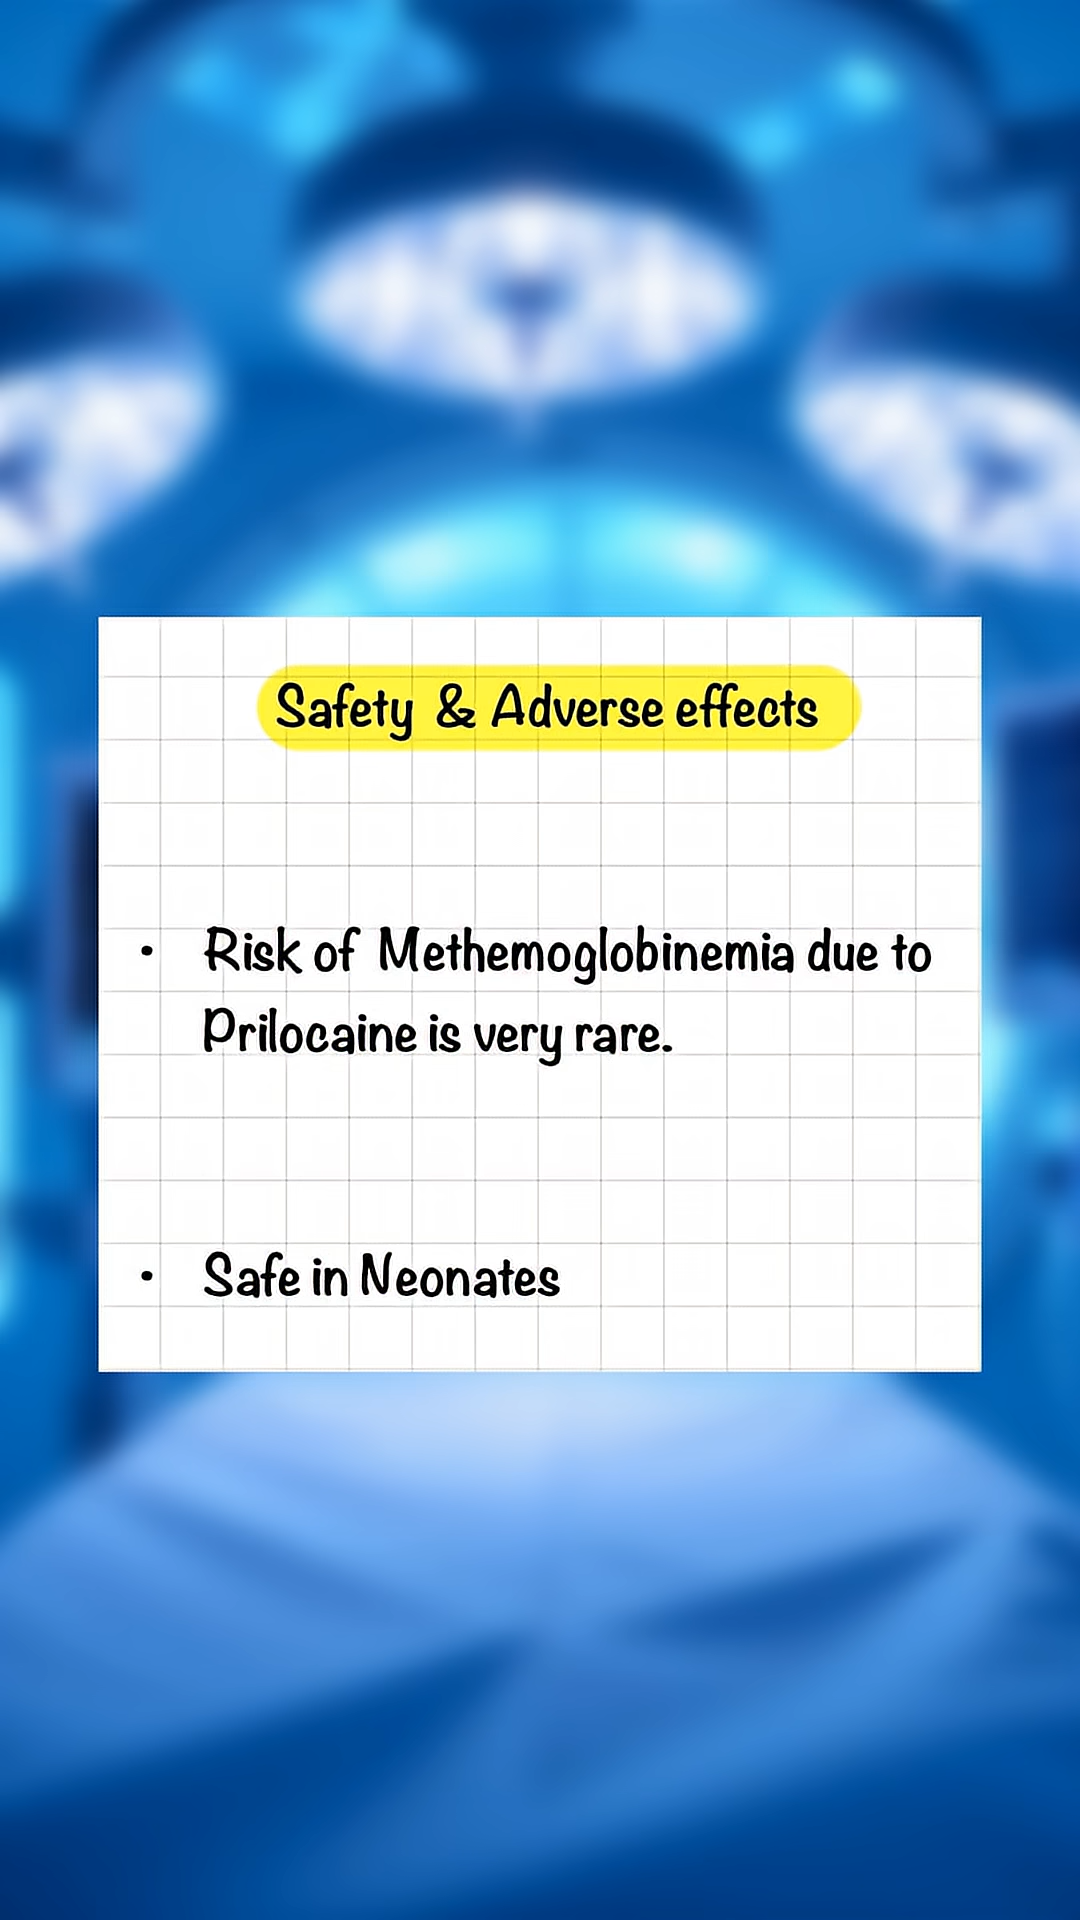 Safety & Adverse effects
• Risk of Methemoglobinemia due to
Prilocaine is very rare.
• Safe in Neonates